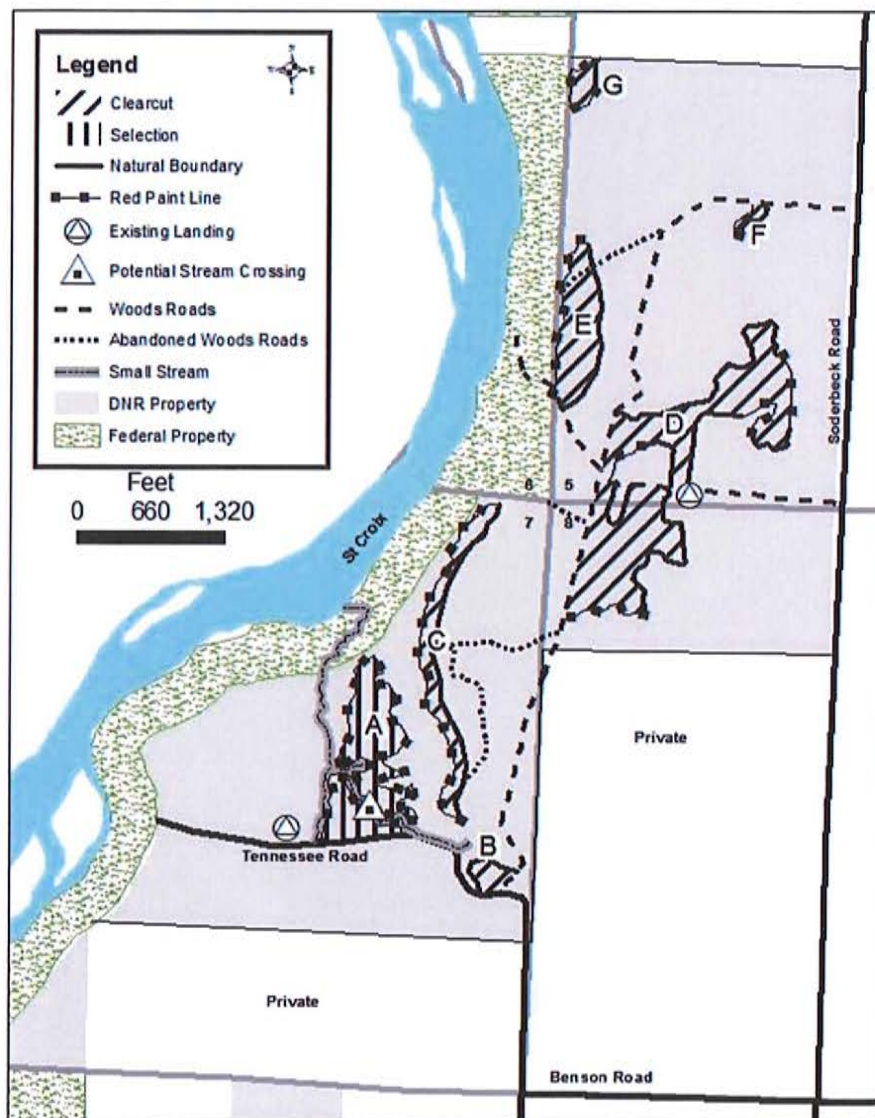 Legend
Clearcut
Selection
Natural Boundary
Red Paint Line
Existing Landing
Potential Stream Crossing
Woods Roads
Abandoned Woods Roads
Small Stream
DNR Property
Federal Property
Feet
0 660 1,320
G
F
E
Soderbeck Road
D
6 5
7 8
St Croix
C
A
Private
Tennessee Road
B
Private
Benson Road